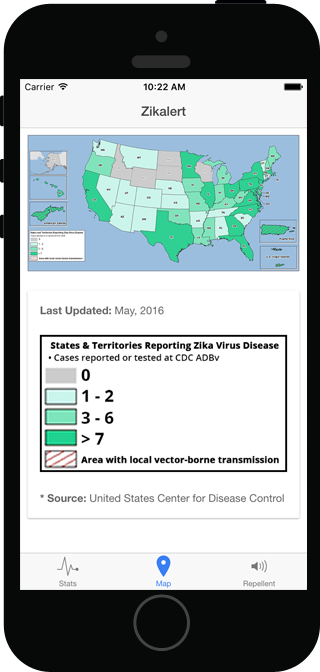 Carrier
10:22 AM
Zikalert
Last Updated: May, 2016
States & Territories Reporting Zika Virus Disease
• Cases reported or tested at CDC ADBv
0
1 - 2
3 - 6
> 7
Area with local vector-borne transmission
* Source: United States Center for Disease Control
Stats
Map
Repellent